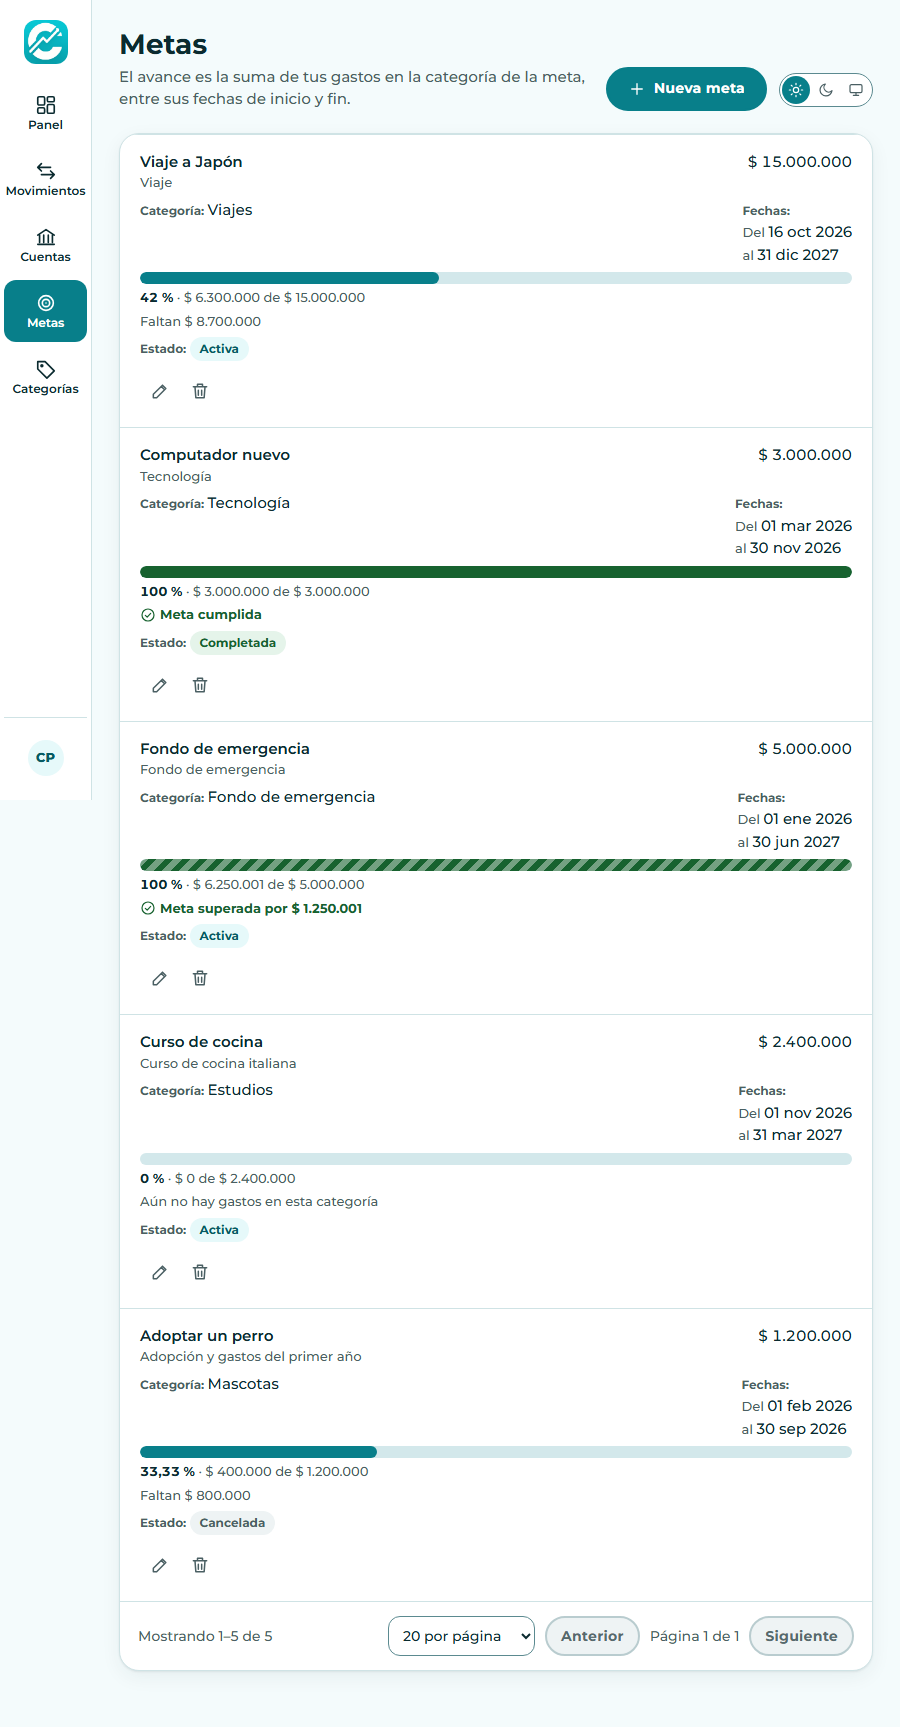 Panel
Movimientos
Cuentas
Metas
Categorías
CP
Metas
El avance es la suma de tus gastos en la categoría de la meta,
entre sus fechas de inicio y fin.
Nueva meta
Viaje a Japón
$ 15.000.000
Viaje
Categoría: Viajes
Fechas:
Del 16 oct 2026
al 31 dic 2027
42 % · $ 6.300.000 de $ 15.000.000
Faltan $ 8.700.000
Estado: Activa
Computador nuevo
$ 3.000.000
Tecnología
Categoría: Tecnología
Fechas:
Del 01 mar 2026
al 30 nov 2026
100 % · $ 3.000.000 de $ 3.000.000
Meta cumplida
Estado: Completada
Fondo de emergencia
$ 5.000.000
Fondo de emergencia
Categoría: Fondo de emergencia
Fechas:
Del 01 ene 2026
al 30 jun 2027
100 % · $ 6.250.001 de $ 5.000.000
Meta superada por $ 1.250.001
Estado: Activa
Curso de cocina
$ 2.400.000
Curso de cocina italiana
Categoría: Estudios
Fechas:
Del 01 nov 2026
al 31 mar 2027
0 % · $ 0 de $ 2.400.000
Aún no hay gastos en esta categoría
Estado: Activa
Adoptar un perro
$ 1.200.000
Adopción y gastos del primer año
Categoría: Mascotas
Fechas:
Del 01 feb 2026
al 30 sep 2026
33,33 % · $ 400.000 de $ 1.200.000
Faltan $ 800.000
Estado: Cancelada
Mostrando 1–5 de 5
20 por página
Anterior
Página 1 de 1
Siguiente